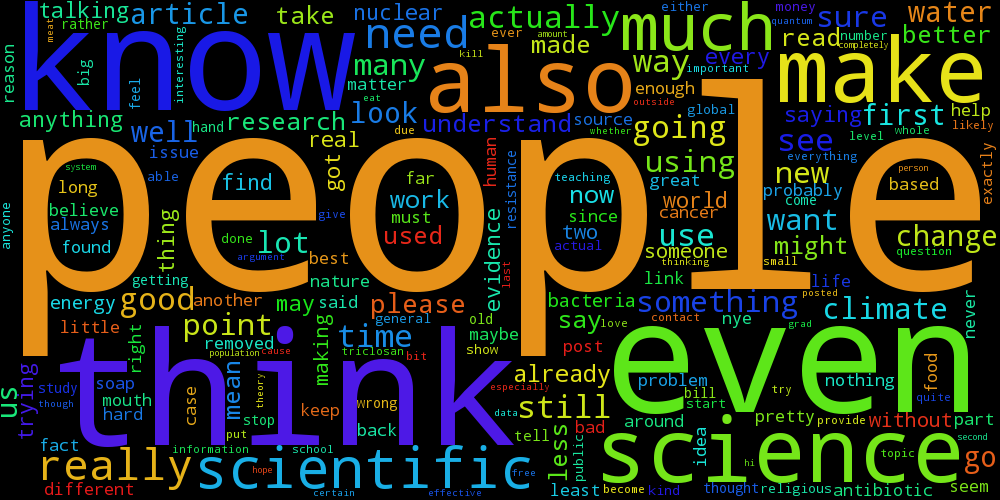 talking
rather
article
take
nuclear
actually
much
either
money
quantum
sure
water
know
big
feel
interesting
meat
reason
need
ever
amount
kill
made
way
every
important
read
number
completely
better
many
also
matter
eat
enough
outside
global
make
anything
well
hand
research
look
understand
due
source
whether
going
saying
first
help
likely
issue
real
got
see
level
whole
everything
exactly
people
system
long
able
find
far
human
resistance
teaching
now
using
great
new
probably
come
person
based
believe
always
found
anyone
thing
give
work
must
used
since
two
actual
world
cancer
use
want
life
done
argument
lot
best
evidence
last
someone
thinking
might
small
change
question
getting
nature
link
energy
good
another
may
said
please
bacteria
something
climate
posted
never
little
point
time
general
old
maybe
say
love
contact
nye
grad
right
removed
making
population
cause
triclosan
bit
show
post
think
even
us
trying
study
though
soap
mouth
hard
case
mean
theory
put
stop
keep
wrong
back
especially
already
data
still
tell
less
bad
public
problem
bill
start
around
try
nothing
food
quite
pretty
provide
without
part
second
fact
information
school
idea
science
topic
go
really
scientific
hope
free
different
certain
effective
least
become
kind
thought
hi
religious
antibiotic
seem